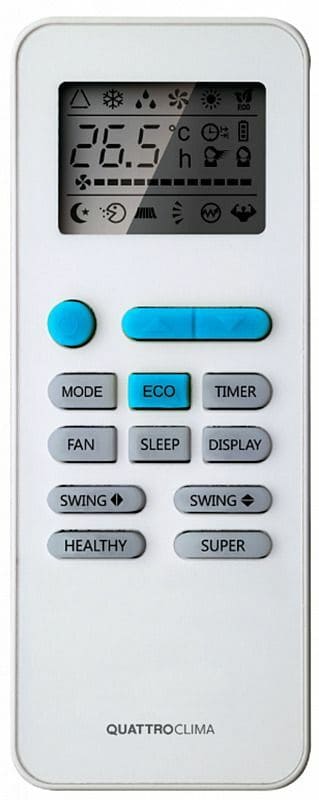 ECO
26.5 °C
h
MODE ECO TIMER
FAN SLEEP DISPLAY
SWING SWING
HEALTHY SUPER
QUATTROCLIMA